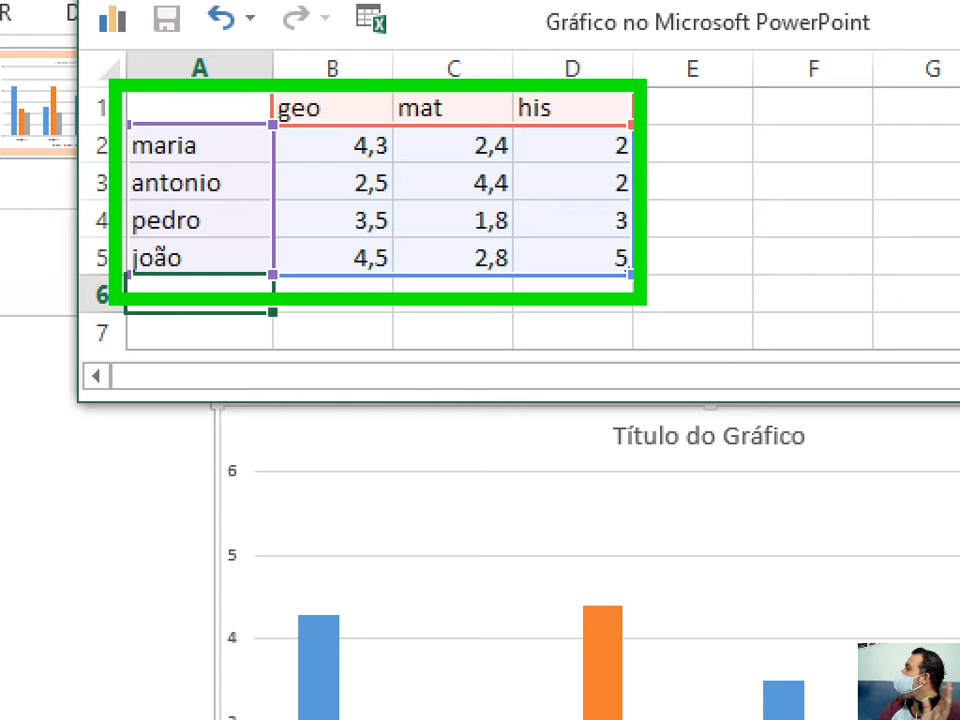 R D
Gráfico no Microsoft PowerPoint
A B C D E F G
1 geo mat his
2 maria 4,3 2,4 2
3 antonio 2,5 4,4 2
4 pedro 3,5 1,8 3
5 joão 4,5 2,8 5
6
7
Título do Gráfico
6
5
4